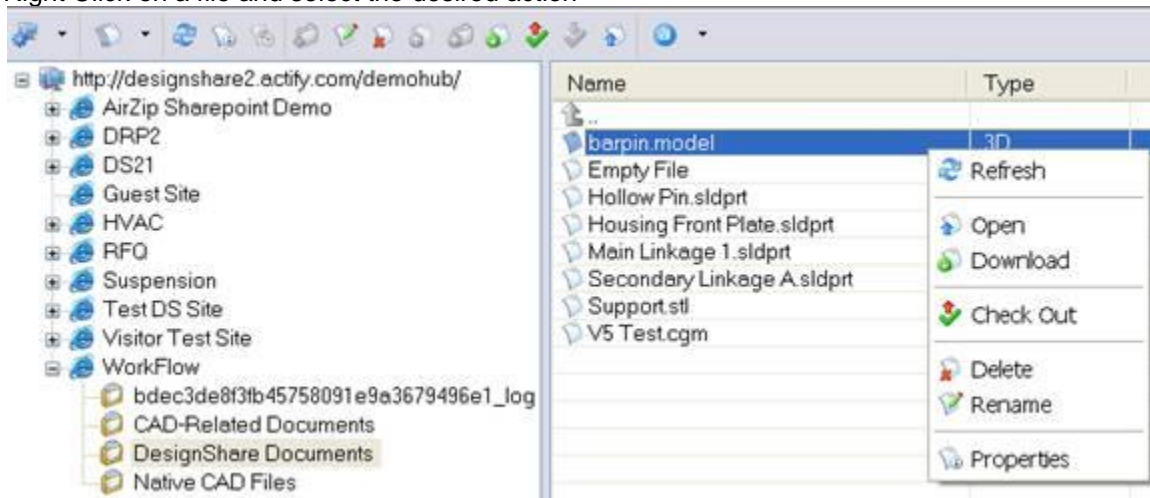 Right Click on a file and select the desired action
http://designshare2.actify.com/demohub/
AirZip Sharepoint Demo
DRP2
DS21
Guest Site
HVAC
RFQ
Suspension
Test DS Site
Visitor Test Site
WorkFlow
bdec3de8f3fb45758091e9a3679496e1_log
CAD-Related Documents
DesignShare Documents
Native CAD Files
Name Type
..
barpin.model 3D
Empty File
Hollow Pin.sldprt
Housing Front Plate.sldprt
Main Linkage 1.sldprt
Secondary Linkage A.sldprt
Support.stl
V5 Test.cgm
Refresh
Open
Download
Check Out
Delete
Rename
Properties